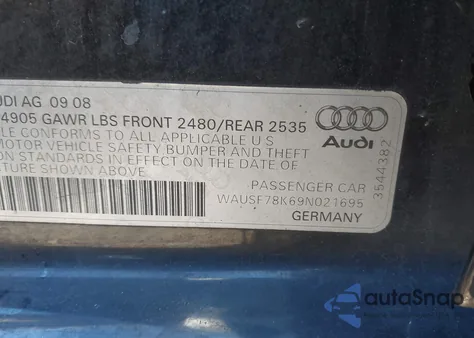 UDI AG 09 08
4905 GAWR LBS FRONT 2480/REAR 2535
LE CONFORMS TO ALL APPLICABLE U S
MOTOR VEHICLE SAFETY BUMPER AND THEFT
STANDARDS IN EFFECT ON THE DATE OF
TURE SHOWN ABOVE.
Audi
PASSENGER CAR
WAUSF78K69N021695
GERMANY
3544382
autoSnap